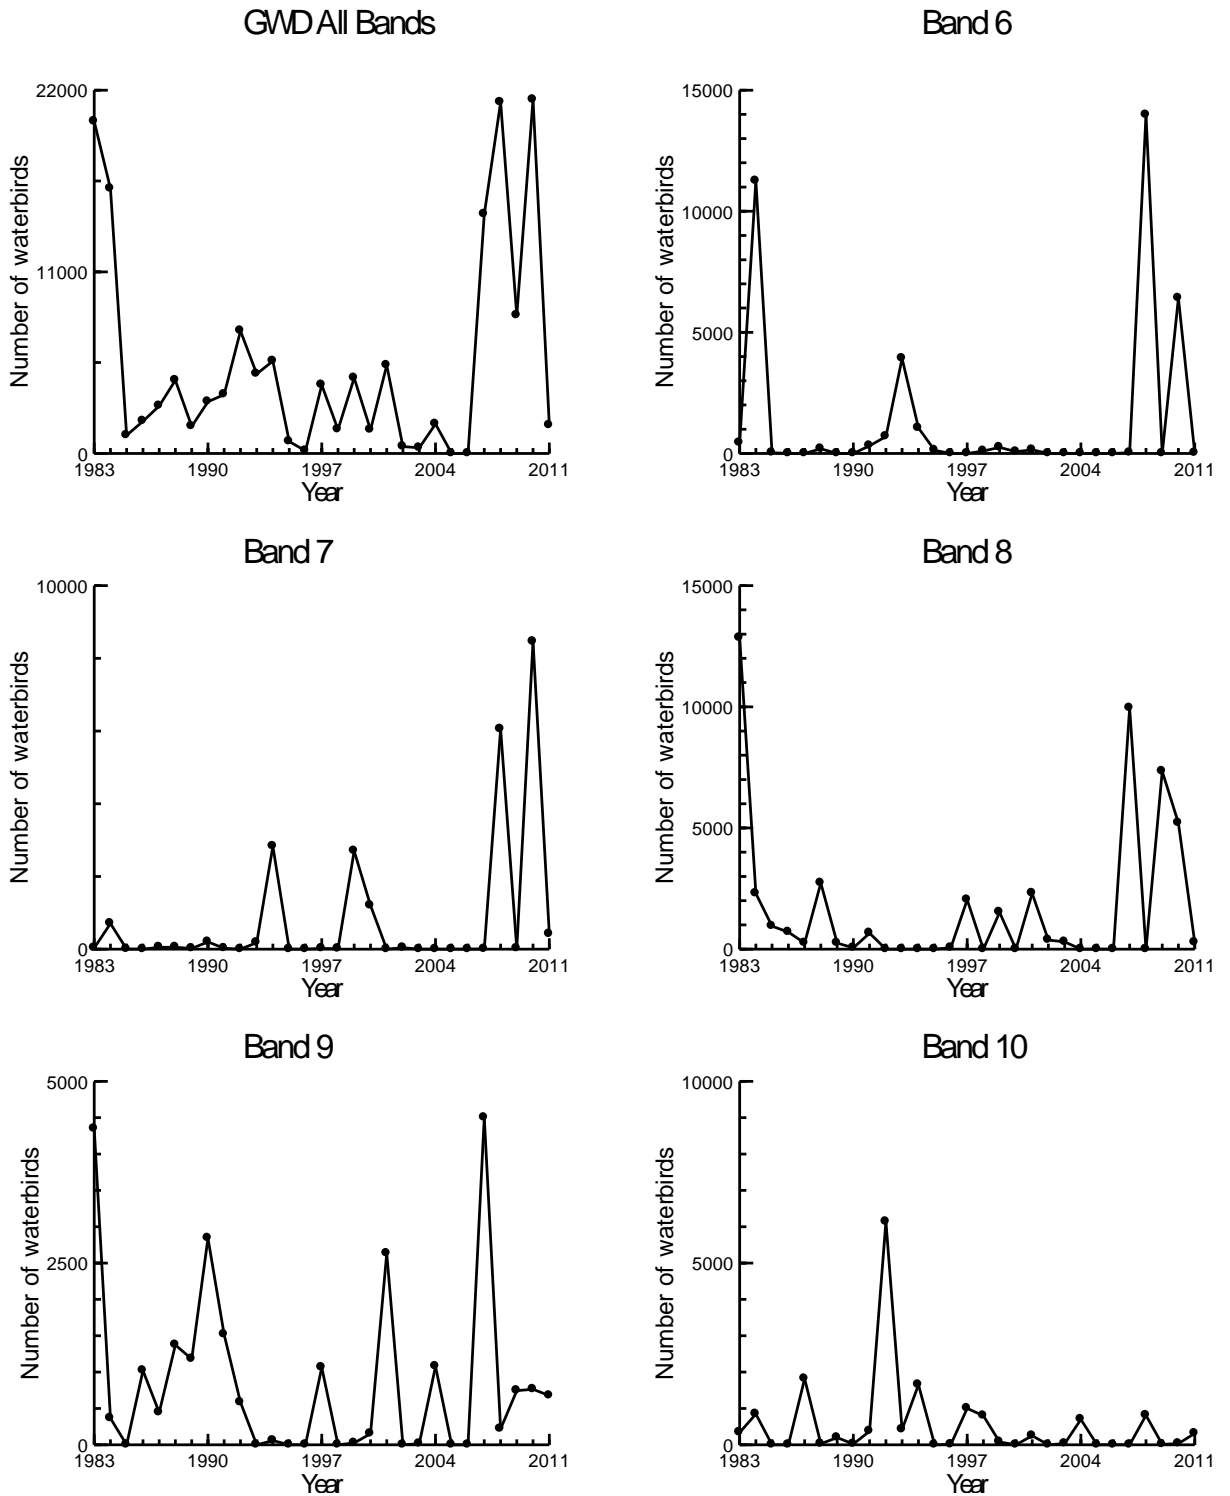 GWD All Bands
22000
11000
0
1983 1990 1997 2004 2011
Year
Number of waterbirds
Band 6
15000
10000
5000
0
1983 1990 1997 2004 2011
Year
Number of waterbirds
Band 7
10000
0
1983 1990 1997 2004 2011
Year
Number of waterbirds
Band 8
15000
10000
5000
0
1983 1990 1997 2004 2011
Year
Number of waterbirds
Band 9
5000
2500
0
1983 1990 1997 2004 2011
Year
Number of waterbirds
Band 10
10000
5000
0
1983 1990 1997 2004 2011
Year
Number of waterbirds